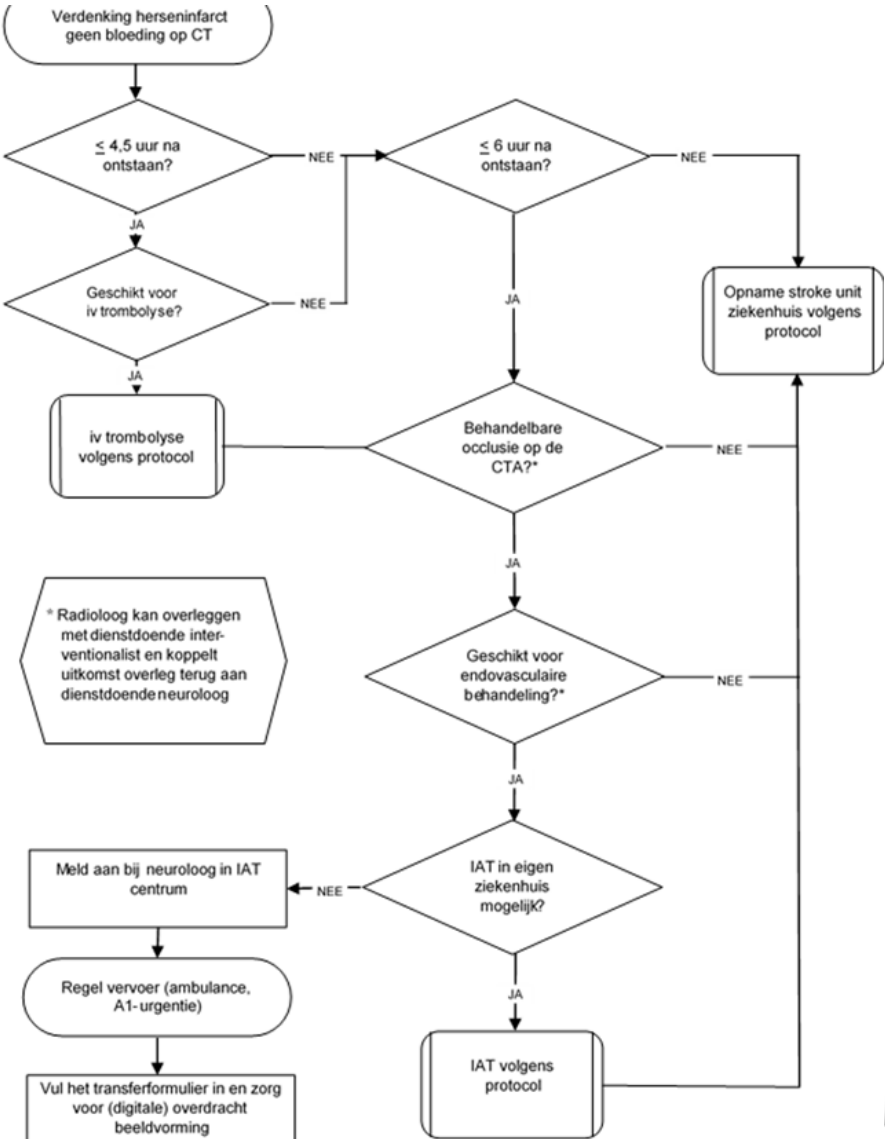 Verdenking herseninfarct
geen bloeding op CT
≤ 4,5 uur na
ontstaan?
NEE
≤ 6 uur na
ontstaan?
NEE
JA
Geschikt voor
iv trombolyse?
NEE
JA
Opname stroke unit
ziekenhuis volgens
protocol
JA
iv trombolyse
volgens protocol
Behandelbare
occlusie op de
CTA?*
NEE
JA
* Radioloog kan overleggen
met dienstdoende inter-
ventionalist en koppelt
uitkomst overleg terug aan
dienstdoende neuroloog
Geschikt voor
endovasculaire
behandeling?*
NEE
JA
Meld aan bij neuroloog in IAT
centrum
NEE
IAT in eigen
ziekenhuis
mogelijk?
Regel vervoer (ambulance,
A1-urgentie)
JA
IAT volgens
protocol
Vul het transferformulier in en zorg
voor (digitale) overdracht
beeldvorming